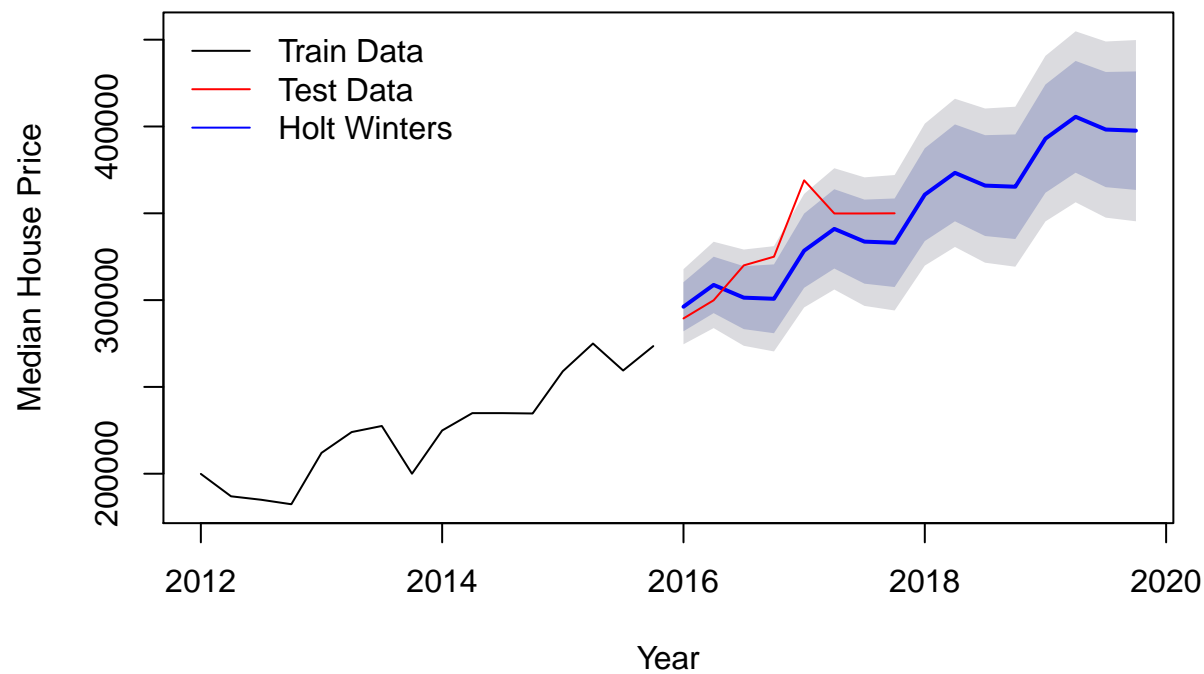 Train Data
Test Data
Holt Winters
Median House Price
400000
300000
200000
2012 2014 2016 2018 2020
Year